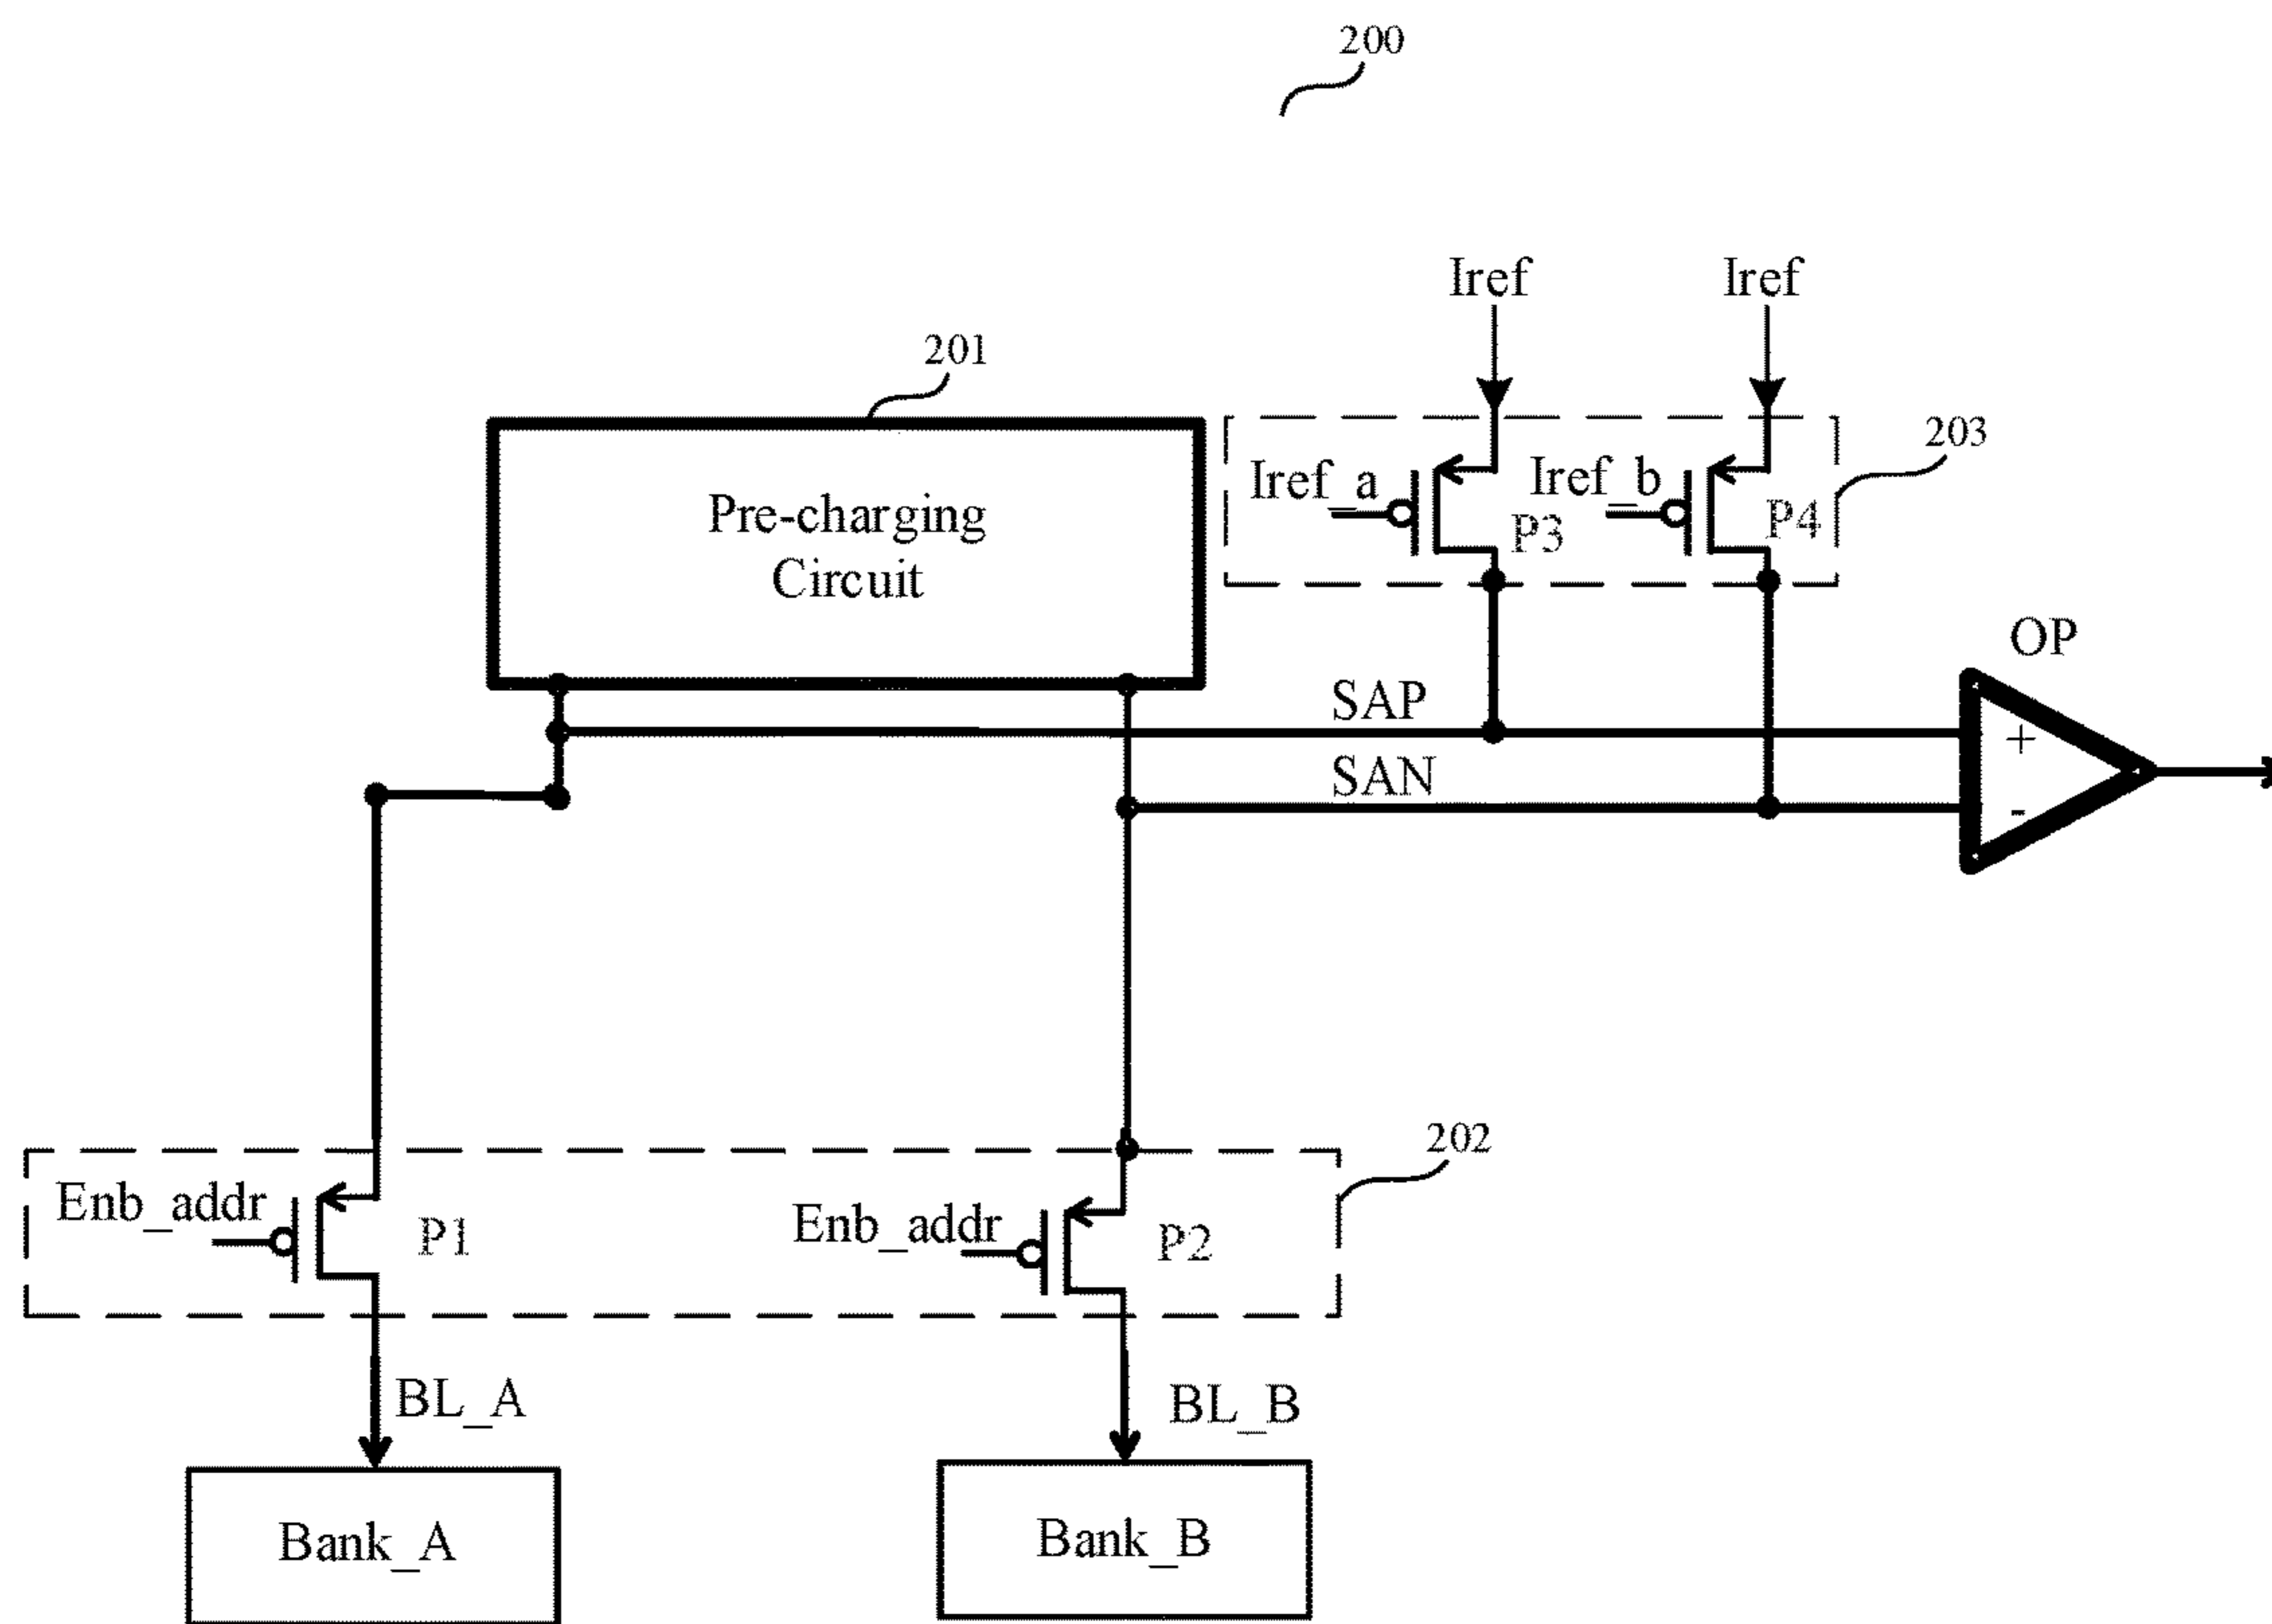 200
Iref
Iref
201
203
Iref_a
Iref_b
P3
P4
Pre-charging
Circuit
OP
SAP
+
SAN
-
202
Enb_addr
P1
Enb_addr
P2
BL_A
BL_B
Bank_A
Bank_B